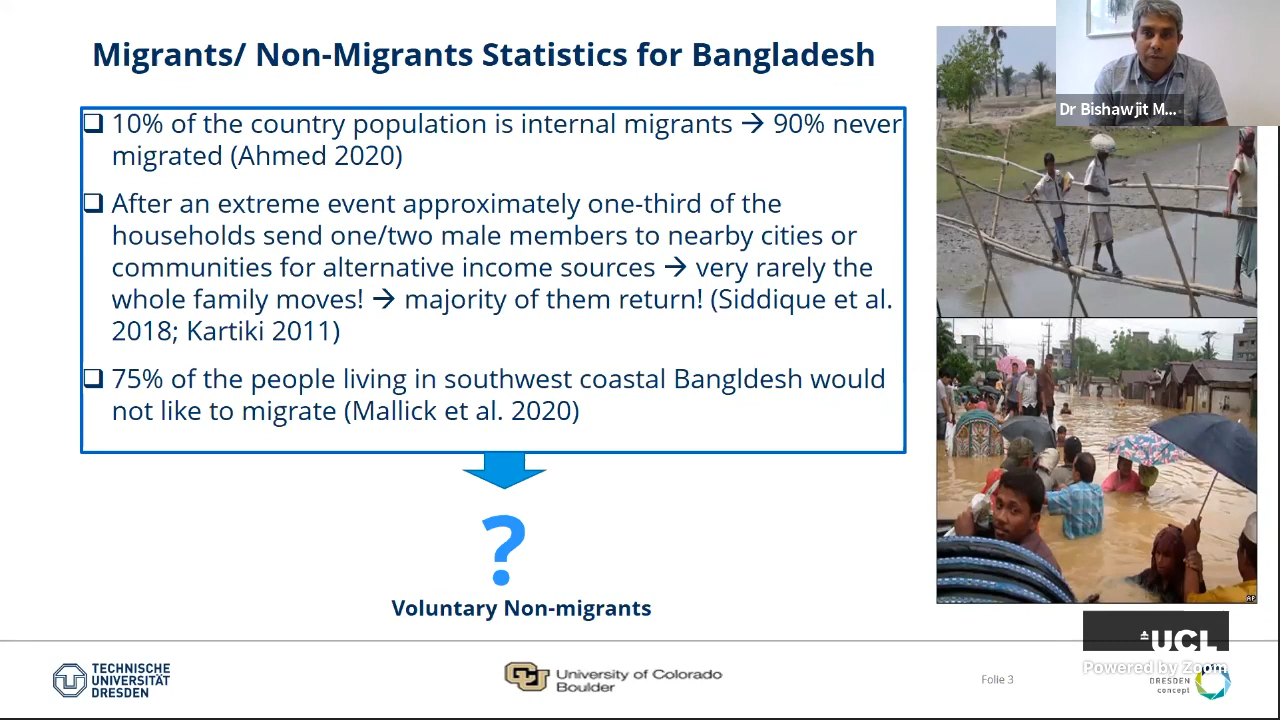 Migrants/ Non-Migrants Statistics for Bangladesh
Dr Bishawjit M...
10% of the country population is internal migrants → 90% never
migrated (Ahmed 2020)
After an extreme event approximately one-third of the
households send one/two male members to nearby cities or
communities for alternative income sources → very rarely the
whole family moves! → majority of them return! (Siddique et al.
2018; Kartiki 2011)
75% of the people living in southwest coastal Bangldesh would
not like to migrate (Mallick et al. 2020)
?
Voluntary Non-migrants
AP
UCL
Powered by Zoom
TECHNISCHE
UNIVERSITÄT
DRESDEN
CU
University of Colorado
Boulder
Folie 3
DRESDEN
concept